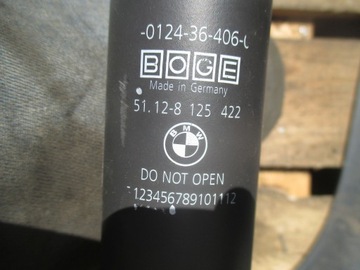 -0124-36-406-
BOGE
Made in Germany
51.12-8 125 422
BMW
DO NOT OPEN
123456789101112